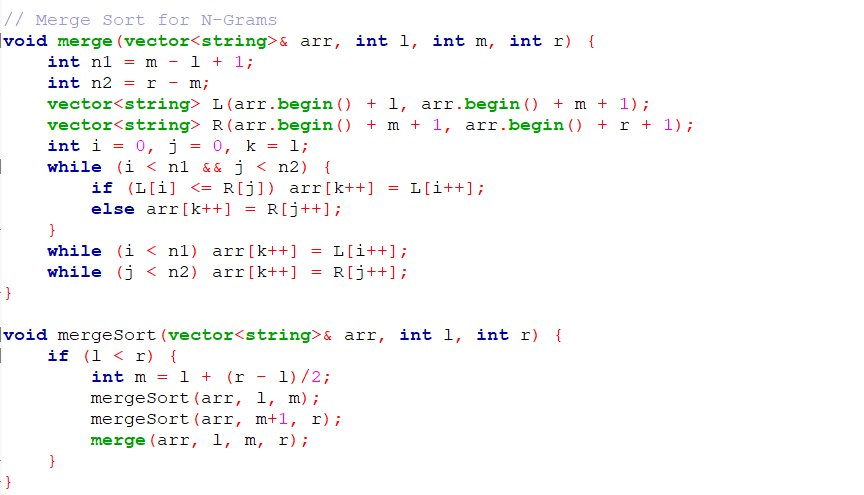 // Merge Sort for N-Grams
void merge(vector<string>& arr, int l, int m, int r) {
    int n1 = m - l + 1;
    int n2 = r - m;
    vector<string> L(arr.begin() + l, arr.begin() + m + 1);
    vector<string> R(arr.begin() + m + 1, arr.begin() + r + 1);
    int i = 0, j = 0, k = l;
    while (i < n1 && j < n2) {
        if (L[i] <= R[j]) arr[k++] = L[i++];
        else arr[k++] = R[j++];
    }
    while (i < n1) arr[k++] = L[i++];
    while (j < n2) arr[k++] = R[j++];
}

void mergeSort(vector<string>& arr, int l, int r) {
    if (l < r) {
        int m = l + (r - l)/2;
        mergeSort(arr, l, m);
        mergeSort(arr, m+1, r);
        merge(arr, l, m, r);
    }
}